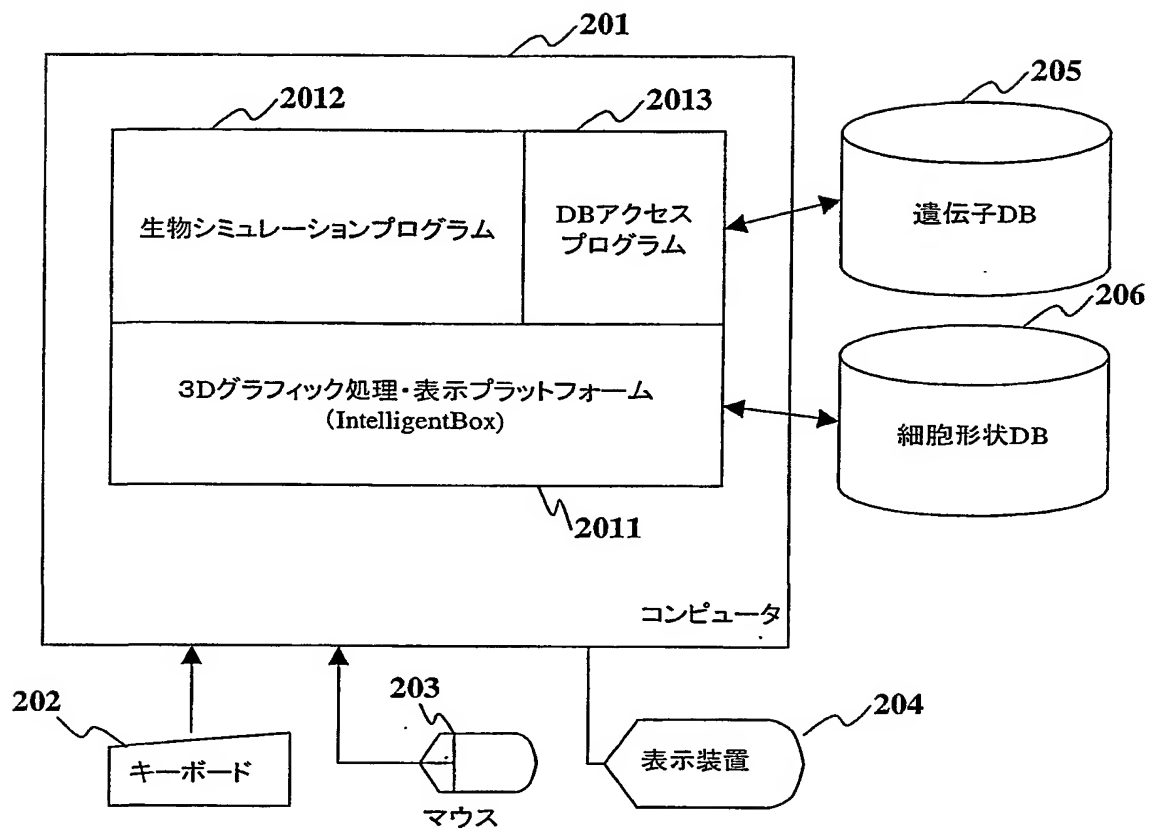 201
2012
2013
205
生物シミュレーションプログラム
DBアクセス
プログラム
遺伝子DB
206
3Dグラフィック処理・表示プラットフォーム
(IntelligentBox)
細胞形状DB
2011
コンピュータ
202
203
204
キーボード
マウス
表示装置